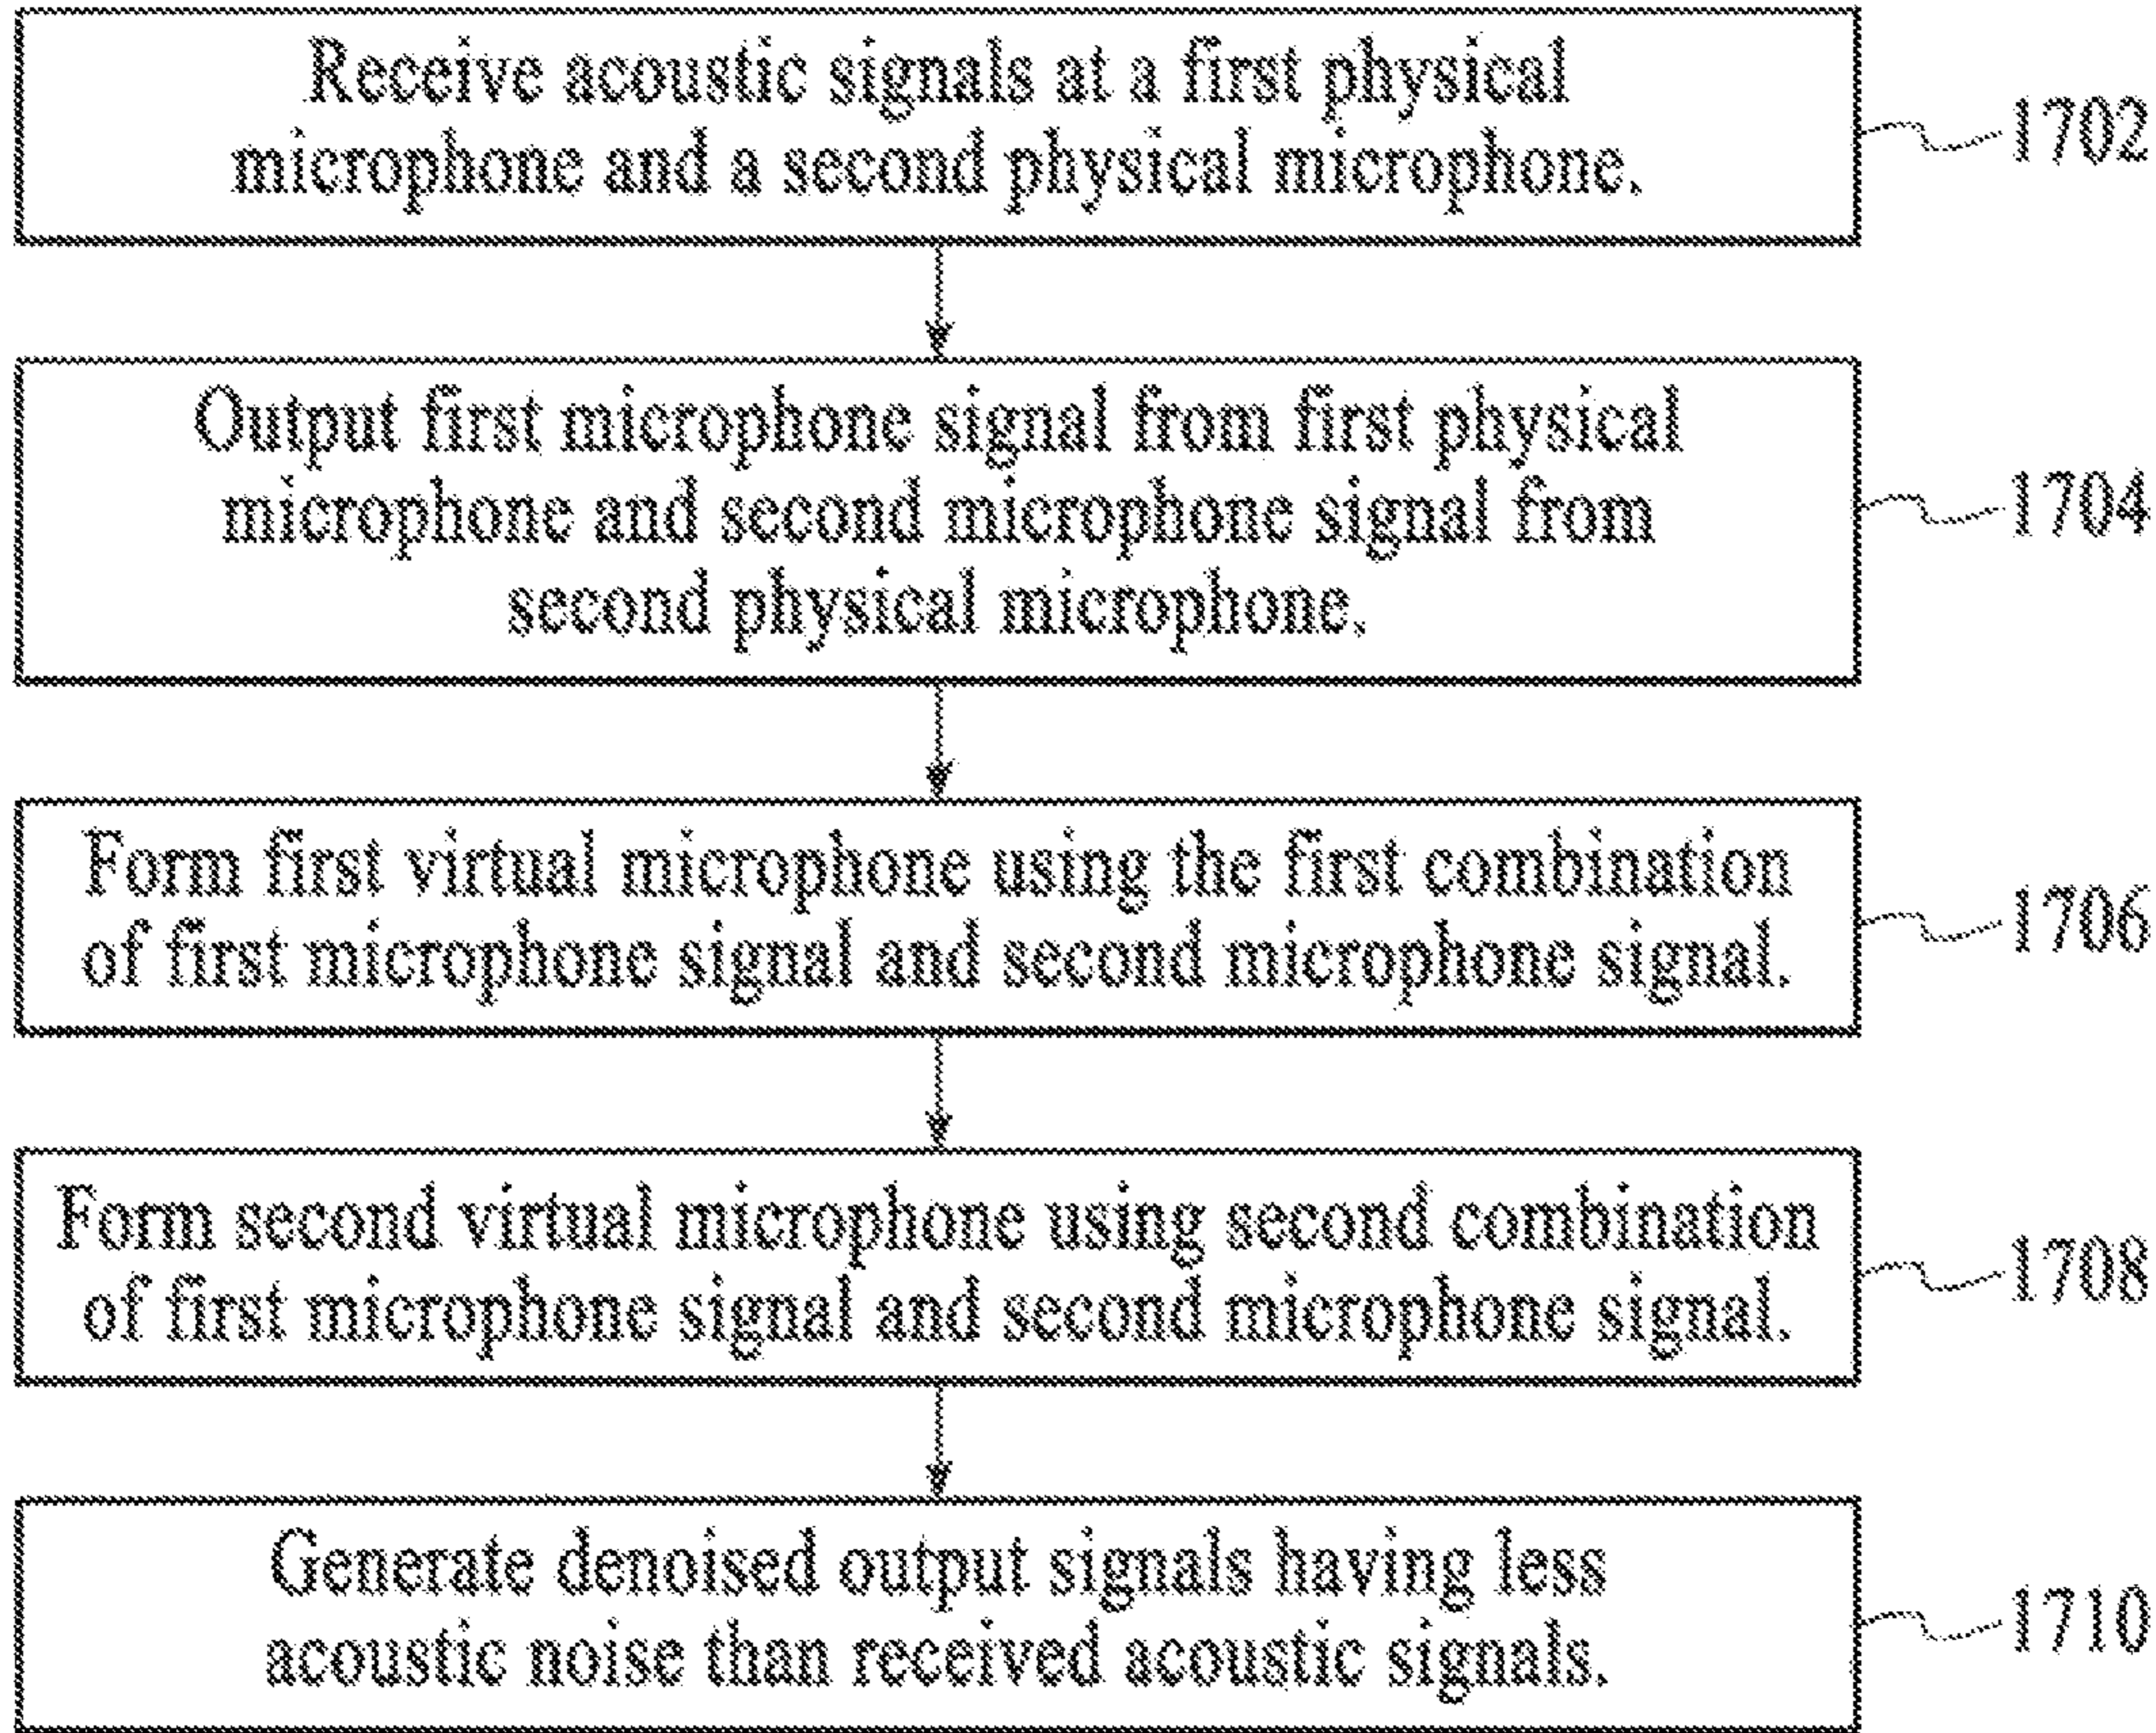 Receive acoustic signals at a first physical
microphone and a second physical microphone.
1702
Output first microphone signal from first physical
microphone and second microphone signal from
second physical microphone.
1704
Form first virtual microphone using the first combination
of first microphone signal and second microphone signal.
1706
Form second virtual microphone using second combination
of first microphone signal and second microphone signal.
1708
Generate denoised output signals having less
acoustic noise than received acoustic signals.
1710